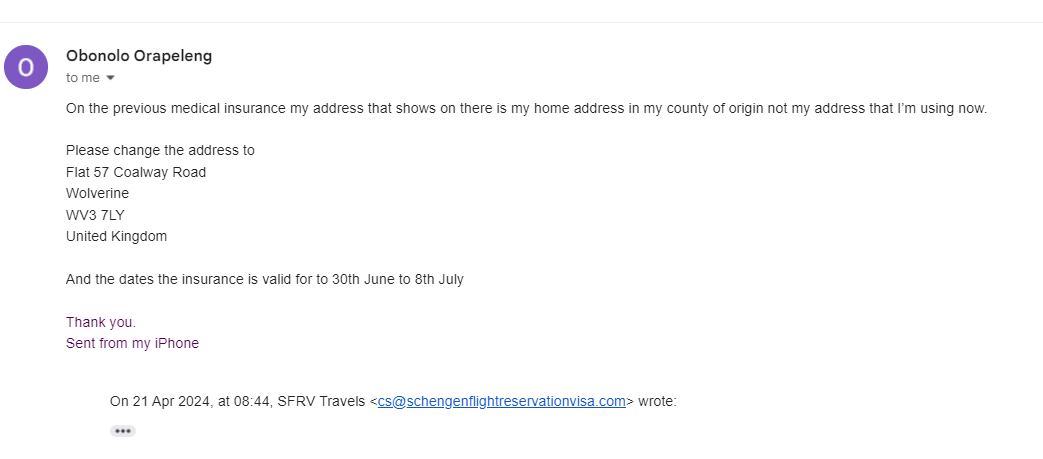 O
Obonolo Orapeleng
to me
On the previous medical insurance my address that shows on there is my home address in my county of origin not my address that I'm using now.
Please change the address to
Flat 57 Coalway Road
Wolverine
WV3 7LY
United Kingdom
And the dates the insurance is valid for to 30th June to 8th July
Thank you.
Sent from my iPhone
On 21 Apr 2024, at 08:44, SFRV Travels <cs@schengenflightreservationvisa.com> wrote: